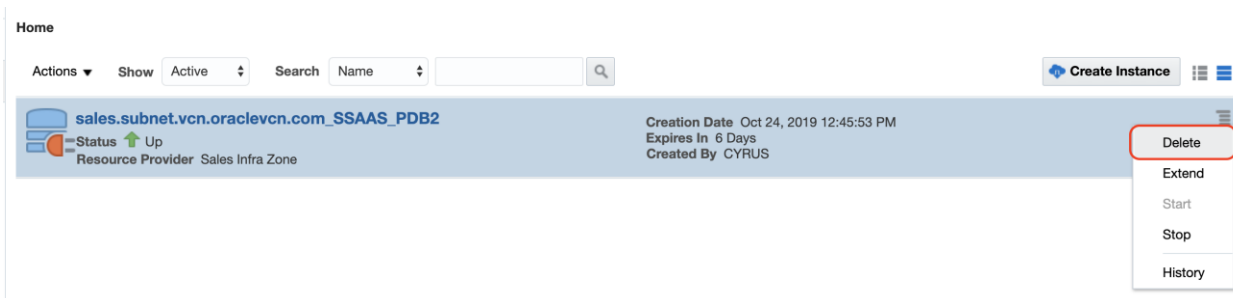 Home
Actions Show Active Search Name Create Instance
sales.subnet.vcn.oraclevcn.com_SSAAS_PDB2
Status Up
Resource Provider Sales Infra Zone
Creation Date Oct 24, 2019 12:45:53 PM
Expires In 6 Days
Created By CYRUS
Delete
Extend
Start
Stop
History